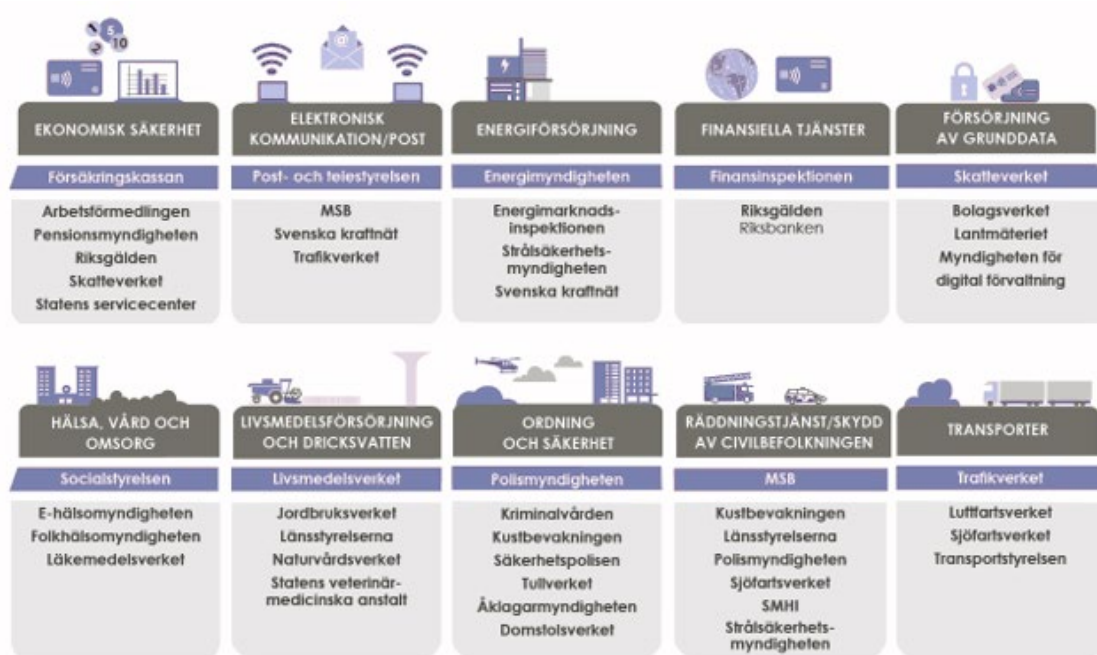 1
5
2
10
@
EKONOMISK SÄKERHET
Försäkringskassan
Arbetsförmedlingen
Pensionsmyndigheten
Riksgälden
Skatteverket
Statens servicecenter
ELEKTRONISK
KOMMUNIKATION/POST
Post- och telestyrelsen
MSB
Svenska kraftnät
Trafikverket
ENERGIFÖRSÖRJNING
Energimyndigheten
Energimarknads-
inspektionen
Strålsäkerhets-
myndigheten
Svenska kraftnät
FINANSIELLA TJÄNSTER
Finansinspektionen
Riksgälden
Riksbanken
FÖRSÖRJNING
AV GRUNDDATA
Skatteverket
Bolagsverket
Lantmäteriet
Myndigheten för
digital förvaltning
HÄLSA, VÅRD OCH
OMSORG
Socialstyrelsen
E-hälsomyndigheten
Folkhälsomyndigheten
Läkemedelsverket
LIVSMEDELSFÖRSÖRJNING
OCH DRICKSVATTEN
Livsmedelsverket
Jordbruksverket
Länsstyrelserna
Naturvårdsverket
Statens veterinär-
medicinska anstalt
ORDNING
OCH SÄKERHET
Polismyndigheten
Kriminalvården
Kustbevakningen
Säkerhetspolisen
Tullverket
Åklagarmyndigheten
Domstolsverket
RÄDDNINGSTJÄNST/SKYDD
AV CIVILBEFOLKNINGEN
MSB
Kustbevakningen
Länsstyrelserna
Polismyndigheten
Sjöfartsverket
SMHI
Strålsäkerhets-
myndigheten
TRANSPORTER
Trafikverket
Luftfartsverket
Sjöfartsverket
Transportstyrelsen